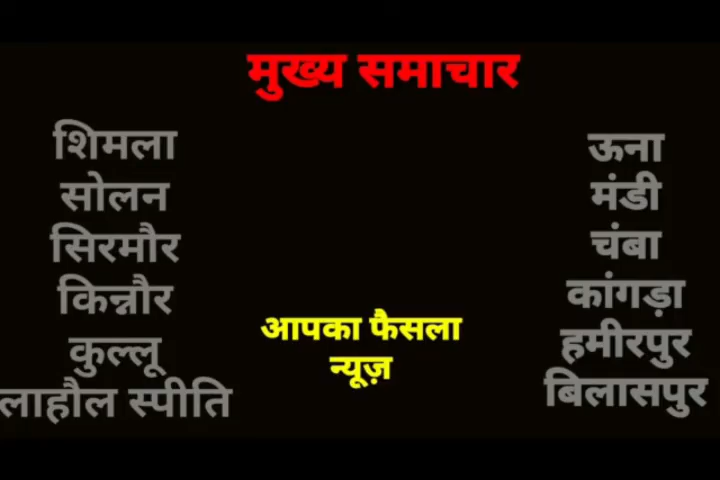 मुख्य समाचार
शिमला
सोलन
सिरमौर
किन्नौर
कुल्लू
लाहौल स्पीति
आपका फैसला
न्यूज़
ऊना
मंडी
चंबा
कांगड़ा
हमीरपुर
बिलासपुर